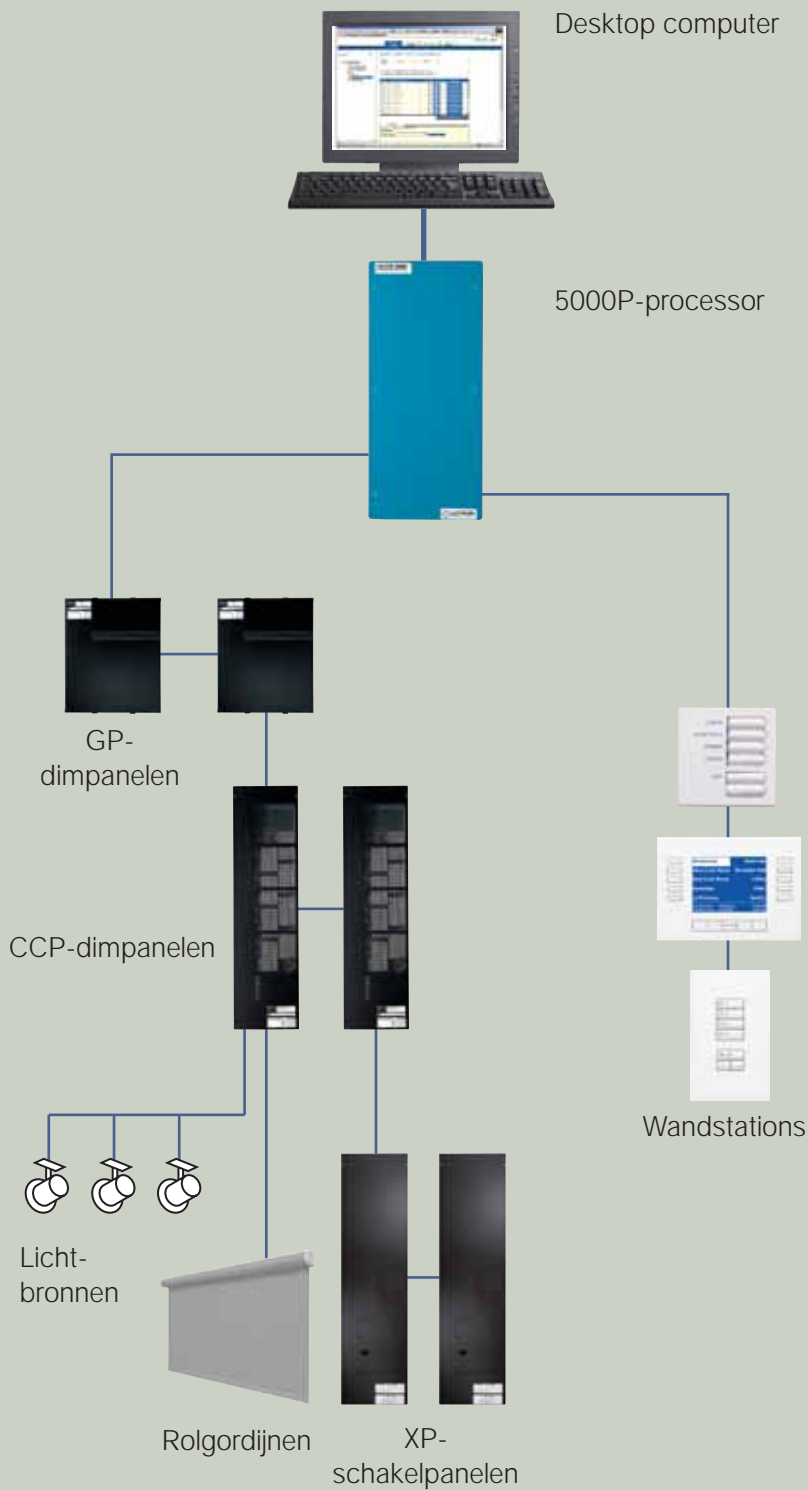 Desktop computer
5000P-processor
GP-
dimpanelen
CCP-dimpanelen
Wandstations
Licht-
bronnen
Rolgordijnen
XP-
schakelpanelen